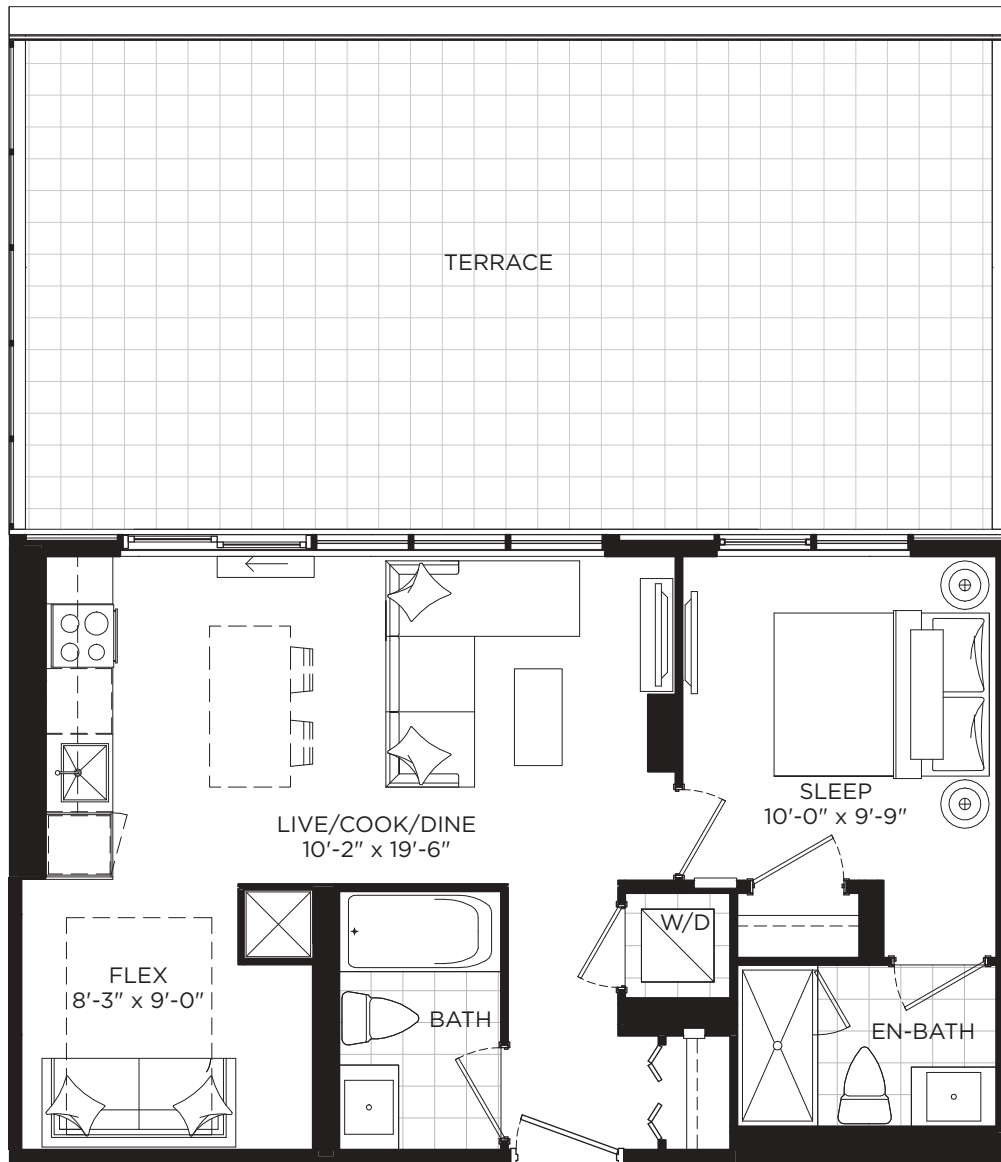 TERRACE
SLEEP
10'-0" x 9'-9"
LIVE/COOK/DINE
10'-2" x 19'-6"
W/D
FLEX
8'-3" x 9'-0"
BATH
EN-BATH